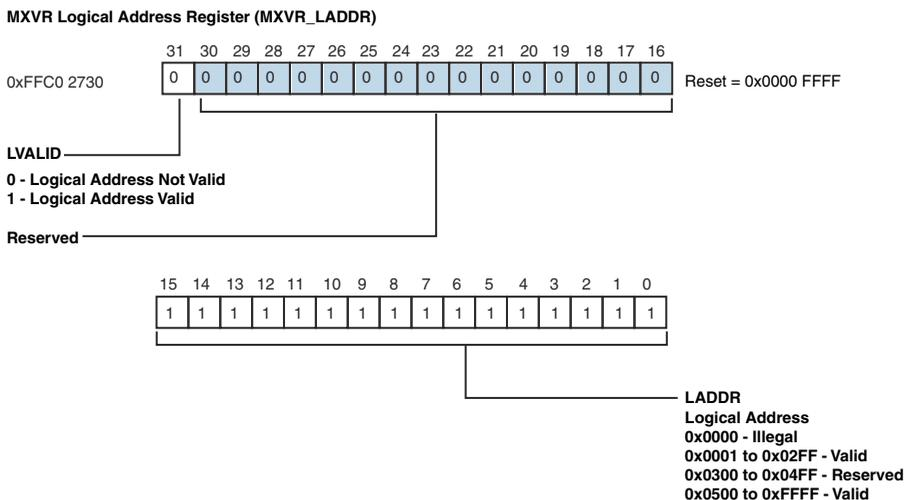 MXVR Logical Address Register (MXVR_LADDR)
31 30 29 28 27 26 25 24 23 22 21 20 19 18 17 16
0xFFC0 2730 0 0 0 0 0 0 0 0 0 0 0 0 0 0 0 0 Reset = 0x0000 FFFF
LVALID
0 - Logical Address Not Valid
1 - Logical Address Valid
Reserved
15 14 13 12 11 10 9 8 7 6 5 4 3 2 1 0
1 1 1 1 1 1 1 1 1 1 1 1 1 1 1 1
LADDR
Logical Address
0x0000 - Illegal
0x0001 to 0x02FF - Valid
0x0300 to 0x04FF - Reserved
0x0500 to 0xFFFF - Valid